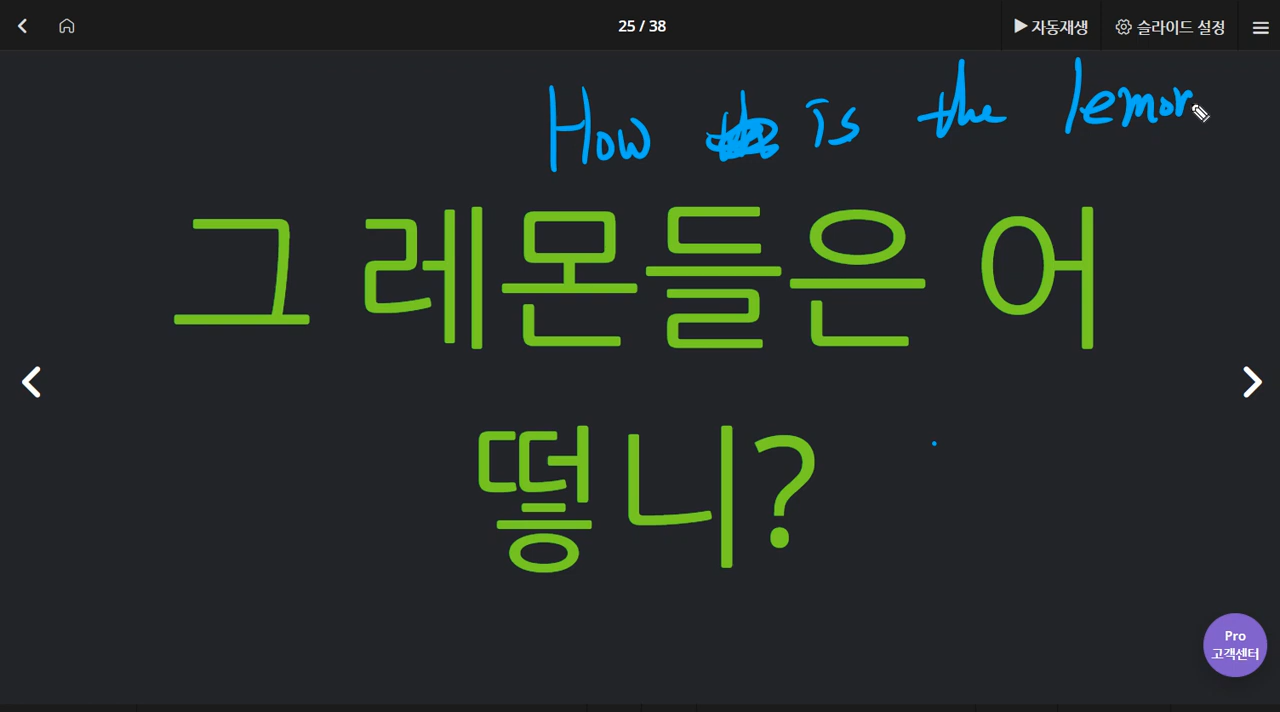 25 / 38
자동재생
슬라이드 설정
How is the lemor
그 레몬들은 어
떻니?
Pro
고객센터